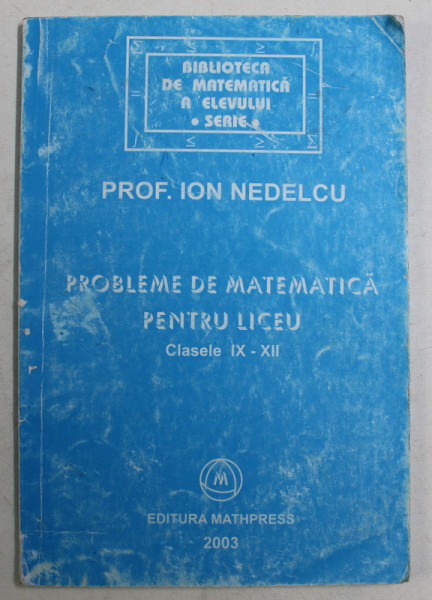 BIBLIOTECA
DE MATEMATICĂ
A ELEVULUI
• SERIE •
PROF. ION NEDELCU
PROBLEME DE MATEMATICĂ
PENTRU LICEU
Clasele IX - XII
M
EDITURA MATHPRESS
2003